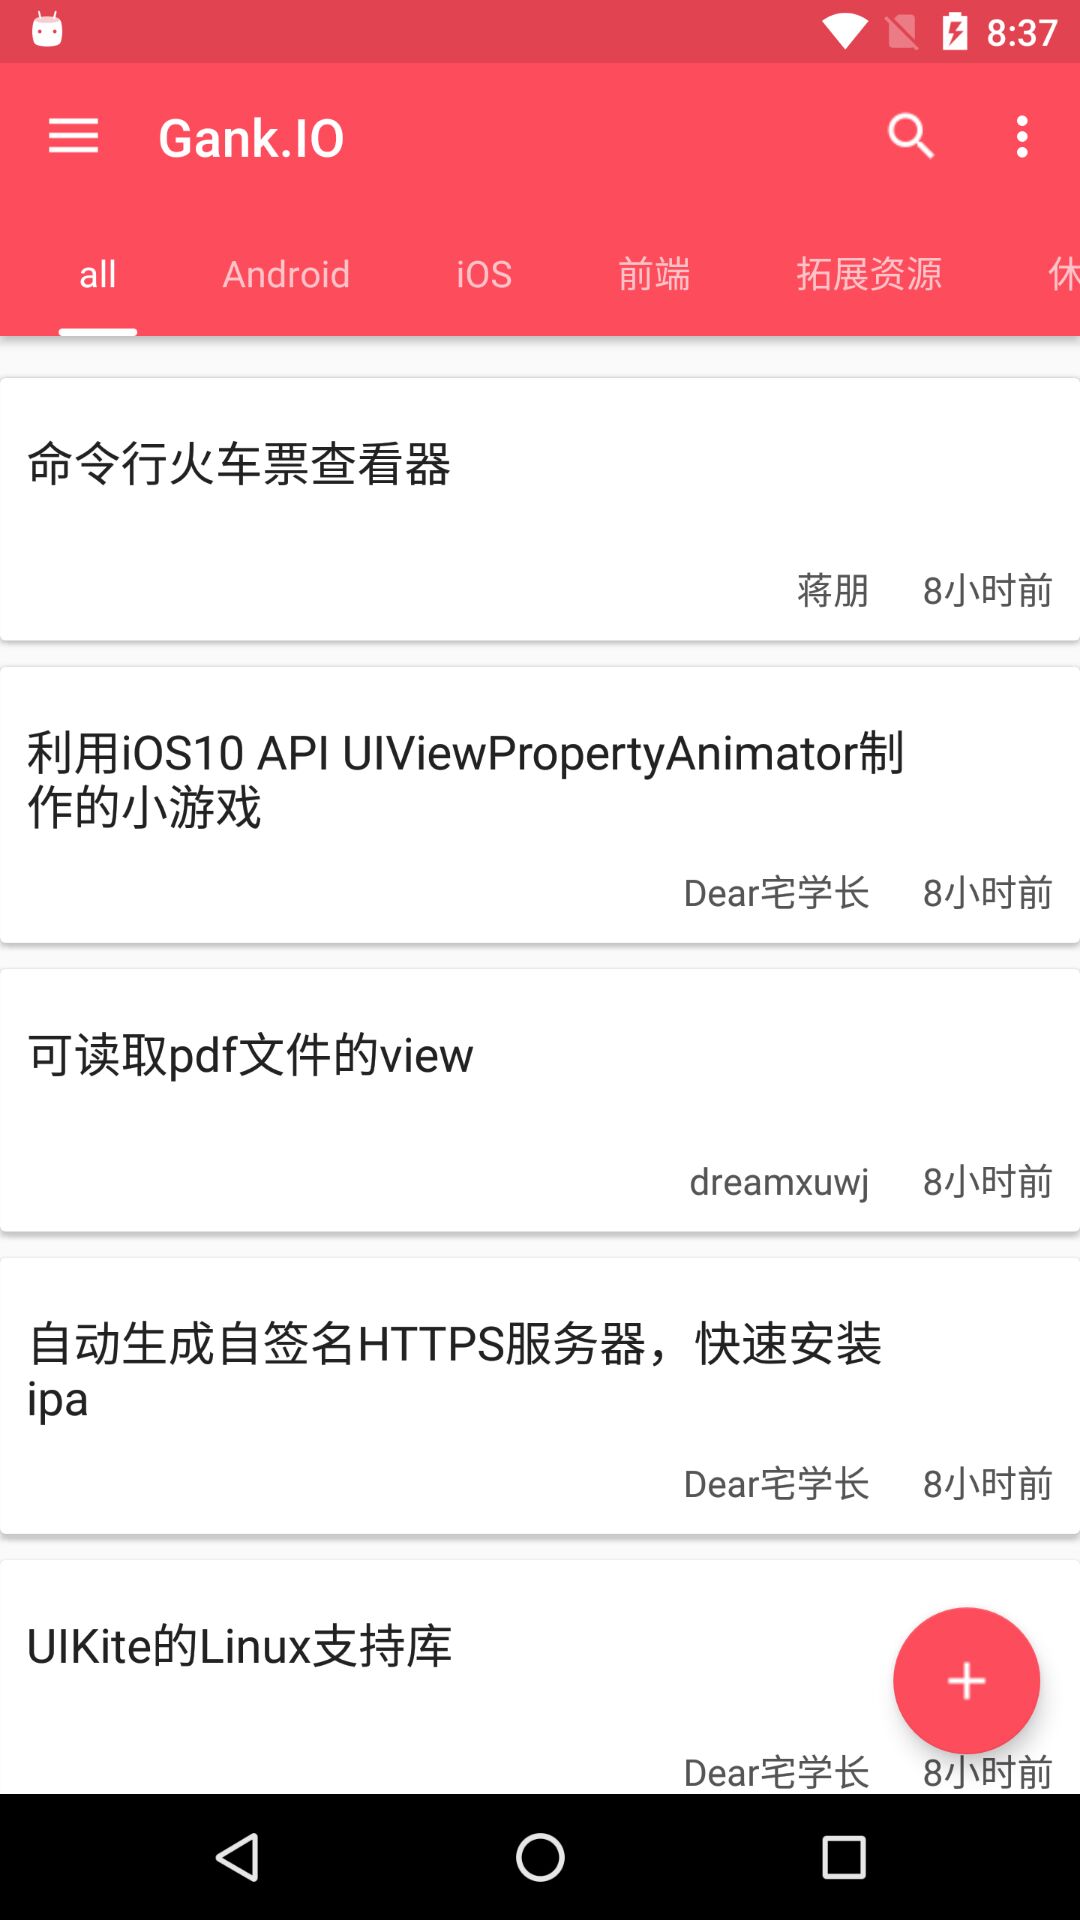 8:37
Gank.IO
all Android iOS 前端 拓展资源 休
命令行火车票查看器
蒋朋 8小时前
利用iOS10 API UIViewPropertyAnimator制
作的小游戏
Dear宅学长 8小时前
可读取pdf文件的view
dreamxuwj 8小时前
自动生成自签名HTTPS服务器，快速安装
ipa
Dear宅学长 8小时前
UIKite的Linux支持库
Dear宅学长 8小时前